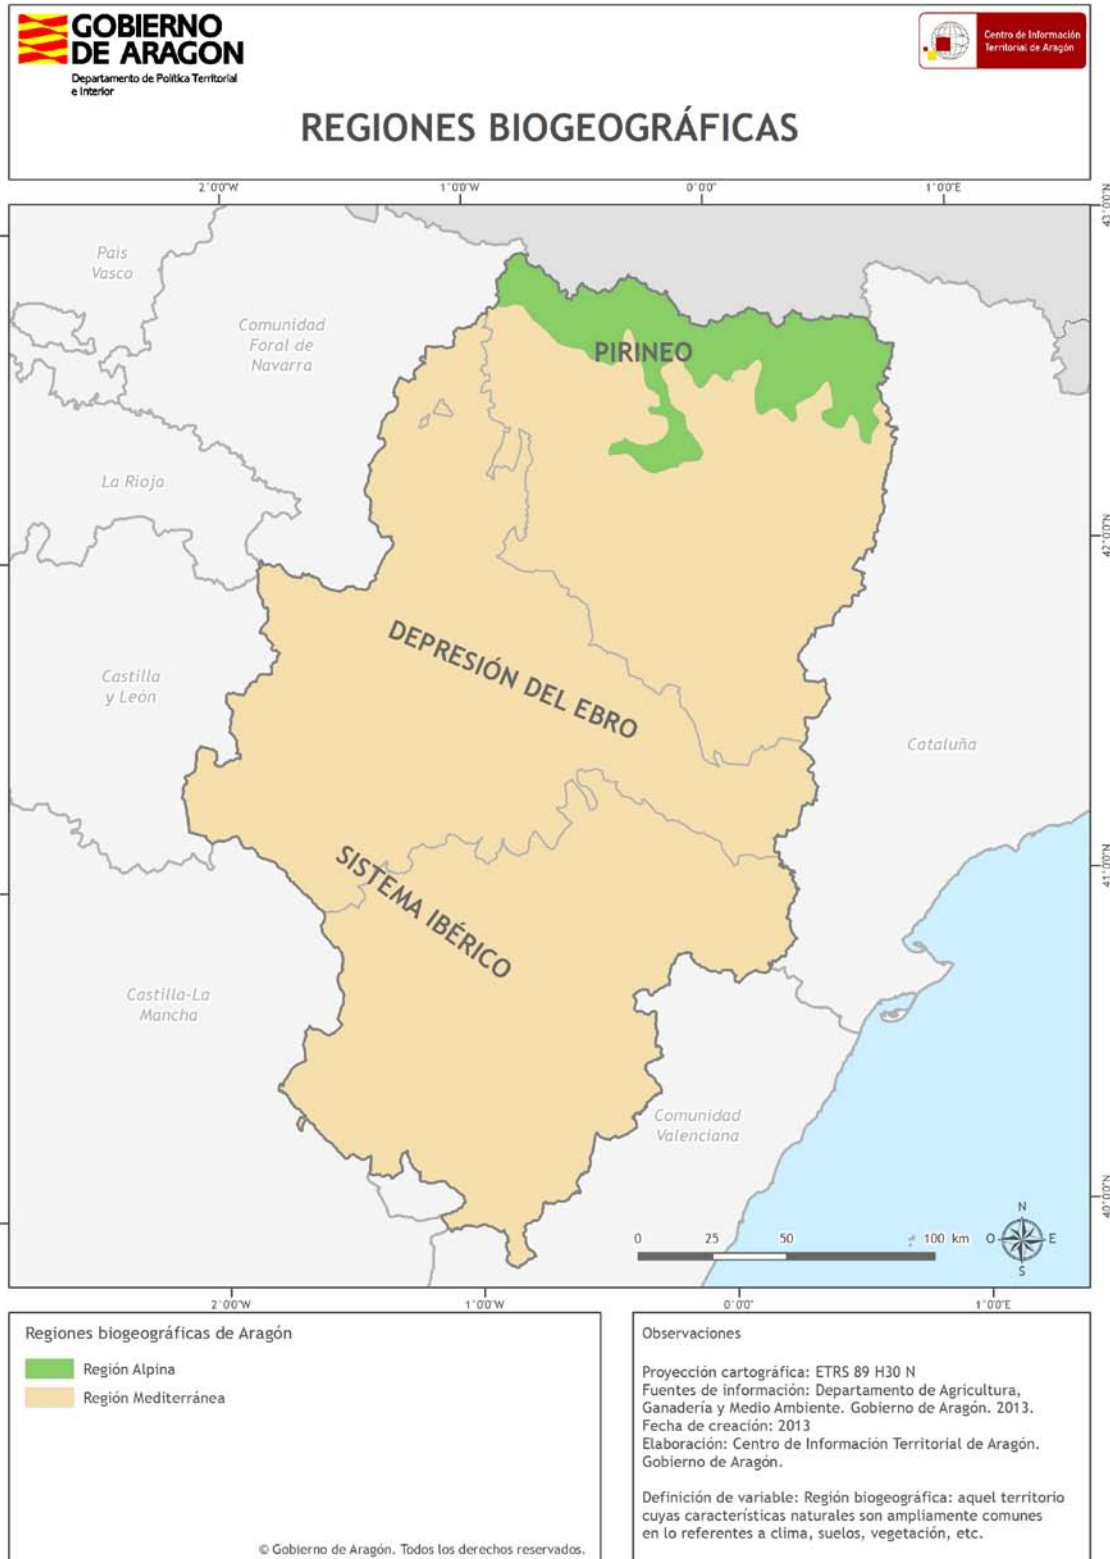 GOBIERNO
DE ARAGON
Departamento de Política Territorial
e Interior
Centro de Información
Territorial de Aragón
REGIONES BIOGEOGRÁFICAS
2°0'0"W
1°0'0"W
0°0'0"
1°0'0"E
43°0'0"N
País
Vasco
Comunidad
Foral de
Navarra
PIRINEO
La Rioja
42°0'0"N
DEPRESIÓN DEL EBRO
Castilla
y León
Cataluña
41°0'0"N
SISTEMA IBÉRICO
Castilla-La
Mancha
Comunidad
Valenciana
40°0'0"N
N
O
E
S
0
25
50
100 km
2°0'0"W
1°0'0"W
0°0'0"
1°0'0"E
Regiones biogeográficas de Aragón
Región Alpina
Región Mediterránea
© Gobierno de Aragón. Todos los derechos reservados.
Observaciones
Proyección cartográfica: ETRS 89 H30 N
Fuentes de información: Departamento de Agricultura,
Ganadería y Medio Ambiente. Gobierno de Aragón. 2013.
Fecha de creación: 2013
Elaboración: Centro de Información Territorial de Aragón.
Gobierno de Aragón.
Definición de variable: Región biogeográfica: aquel territorio
cuyas características naturales son ampliamente comunes
en lo referentes a clima, suelos, vegetación, etc.